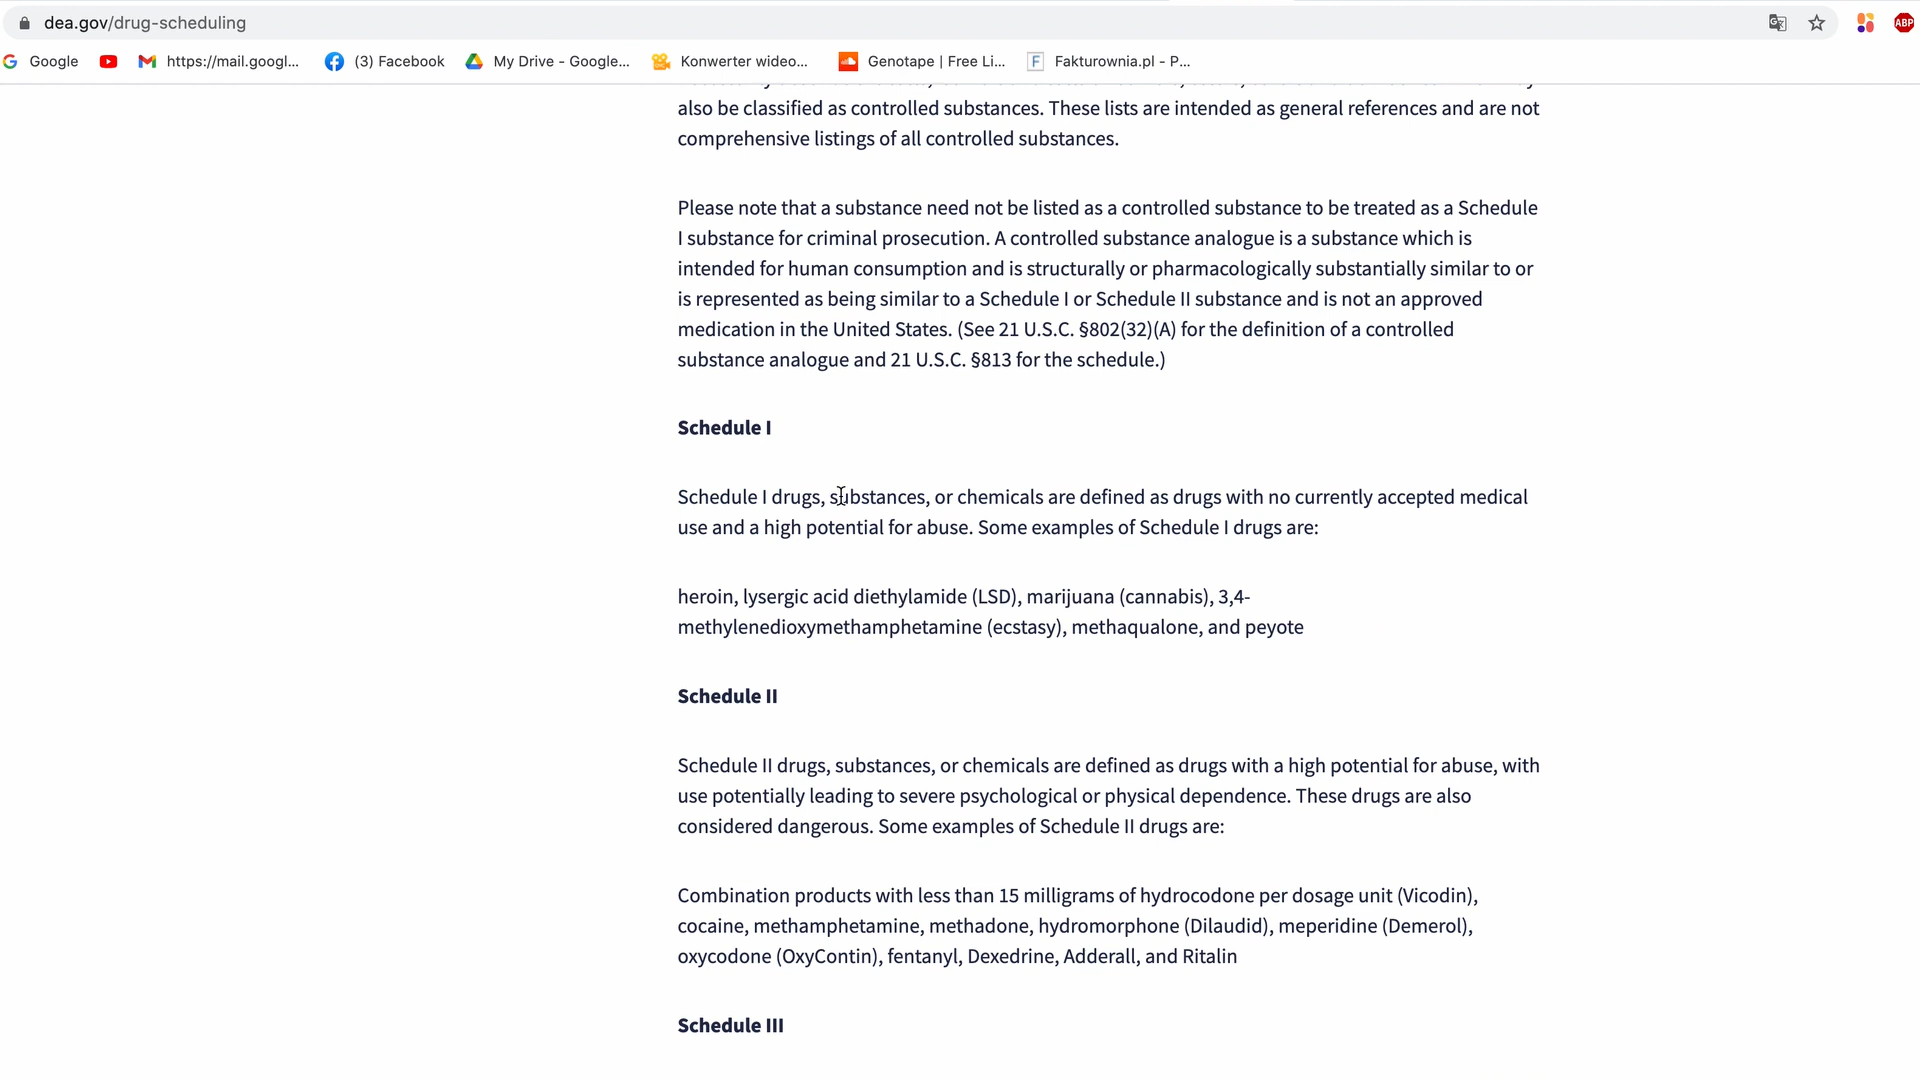 dea.gov/drug-scheduling
Google
https://mail.googl...
(3) Facebook
My Drive - Google...
Konwerter wideo...
Genotape | Free Li...
Fakturownia.pl - P...
ABP
also be classified as controlled substances. These lists are intended as general references and are not
comprehensive listings of all controlled substances.
Please note that a substance need not be listed as a controlled substance to be treated as a Schedule
I substance for criminal prosecution. A controlled substance analogue is a substance which is
intended for human consumption and is structurally or pharmacologically substantially similar to or
is represented as being similar to a Schedule I or Schedule II substance and is not an approved
medication in the United States. (See 21 U.S.C. §802(32)(A) for the definition of a controlled
substance analogue and 21 U.S.C. §813 for the schedule.)
Schedule I
Schedule I drugs, substances, or chemicals are defined as drugs with no currently accepted medical
use and a high potential for abuse. Some examples of Schedule I drugs are:
heroin, lysergic acid diethylamide (LSD), marijuana (cannabis), 3,4-
methylenedioxymethamphetamine (ecstasy), methaqualone, and peyote
Schedule II
Schedule II drugs, substances, or chemicals are defined as drugs with a high potential for abuse, with
use potentially leading to severe psychological or physical dependence. These drugs are also
considered dangerous. Some examples of Schedule II drugs are:
Combination products with less than 15 milligrams of hydrocodone per dosage unit (Vicodin),
cocaine, methamphetamine, methadone, hydromorphone (Dilaudid), meperidine (Demerol),
oxycodone (OxyContin), fentanyl, Dexedrine, Adderall, and Ritalin
Schedule III